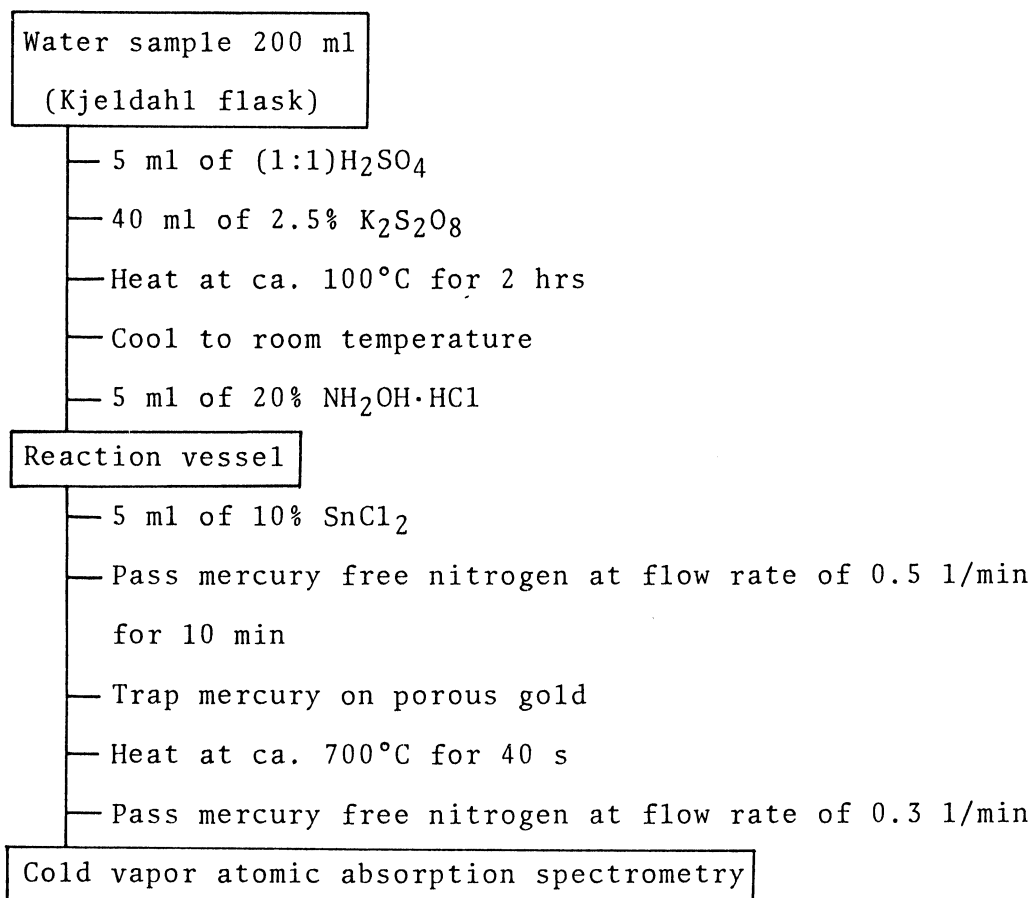 Water sample 200 ml
(Kjeldahl flask)
5 ml of (1:1)H₂SO₄
40 ml of 2.5% K₂S₂O₈
Heat at ca. 100°C for 2 hrs
Cool to room temperature
5 ml of 20% NH₂OH·HCl
Reaction vessel
5 ml of 10% SnCl₂
Pass mercury free nitrogen at flow rate of 0.5 l/min
for 10 min
Trap mercury on porous gold
Heat at ca. 700°C for 40 s
Pass mercury free nitrogen at flow rate of 0.3 l/min
Cold vapor atomic absorption spectrometry